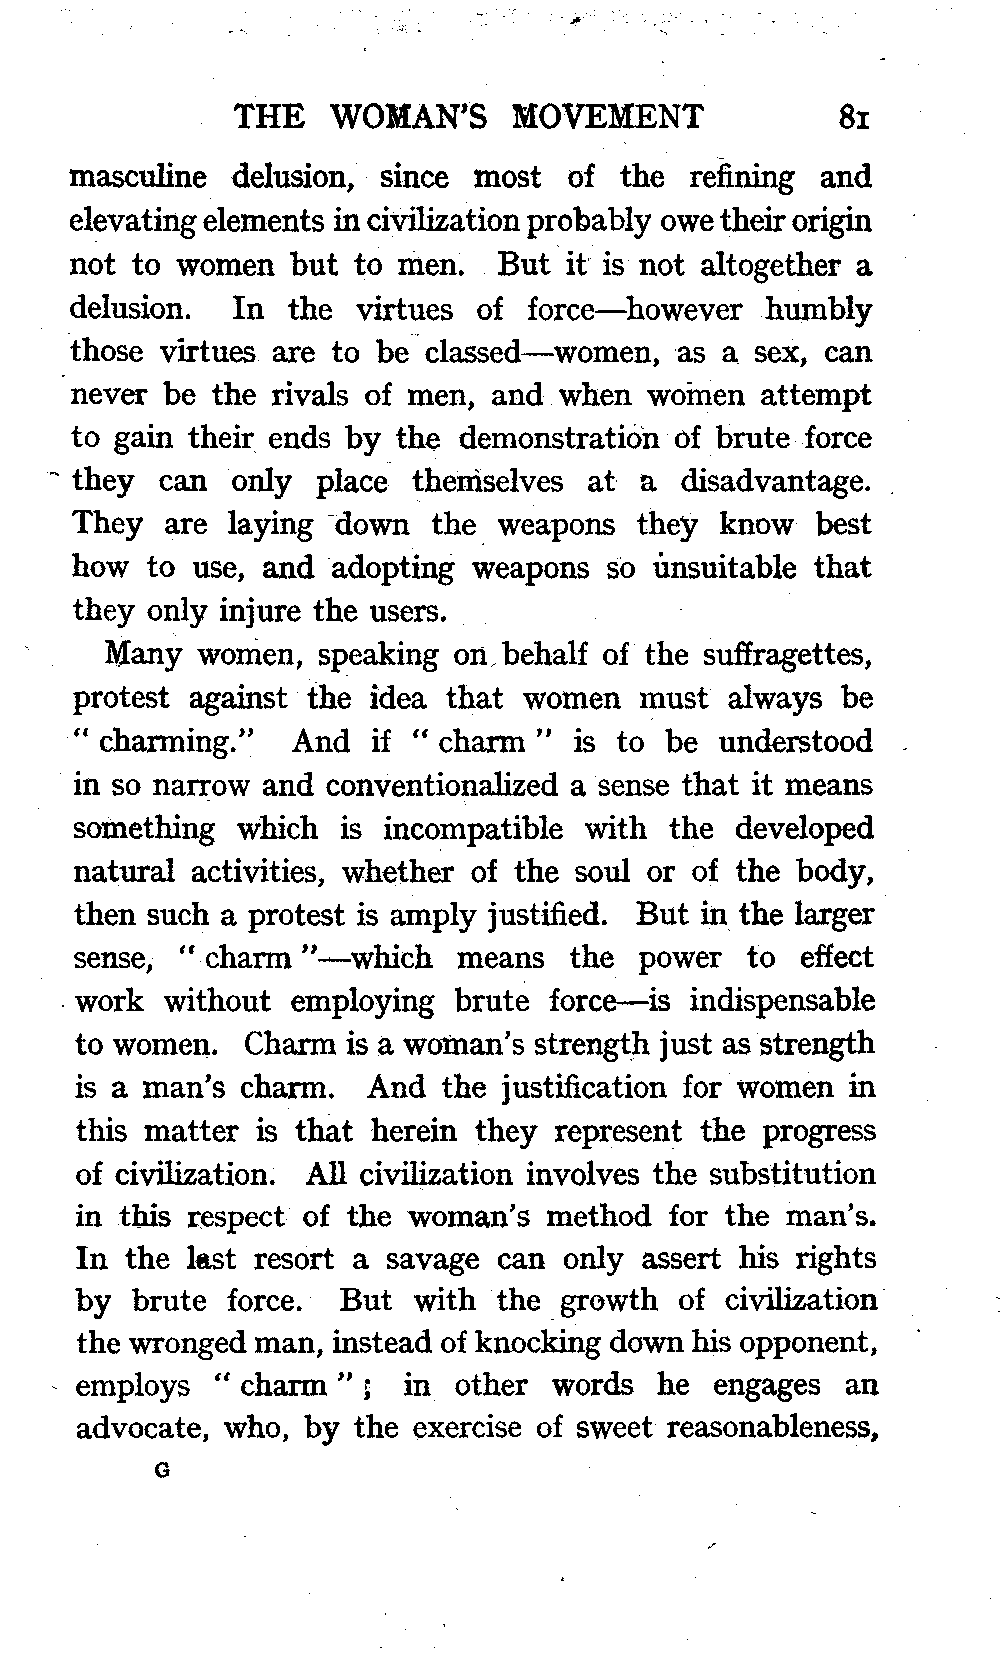 THE WOMAN'S MOVEMENT 81
masculine delusion, since most of the refining and
elevating elements in civilization probably owe their origin
not to women but to men. But it is not altogether a
delusion. In the virtues of force—however humbly
those virtues are to be classed—women, as a sex, can
never be the rivals of men, and when women attempt
to gain their ends by the demonstration of brute force
they can only place themselves at a disadvantage.
They are laying down the weapons they know best
how to use, and adopting weapons so unsuitable that
they only injure the users.
Many women, speaking on behalf of the suffragettes,
protest against the idea that women must always be
“ charming.” And if “ charm ” is to be understood
in so narrow and conventionalized a sense that it means
something which is incompatible with the developed
natural activities, whether of the soul or of the body,
then such a protest is amply justified. But in the larger
sense, “ charm ”—which means the power to effect
work without employing brute force—is indispensable
to women. Charm is a woman's strength just as strength
is a man's charm. And the justification for women in
this matter is that herein they represent the progress
of civilization. All civilization involves the substitution
in this respect of the woman's method for the man's.
In the last resort a savage can only assert his rights
by brute force. But with the growth of civilization
the wronged man, instead of knocking down his opponent,
employs “ charm ” ; in other words he engages an
advocate, who, by the exercise of sweet reasonableness,
G